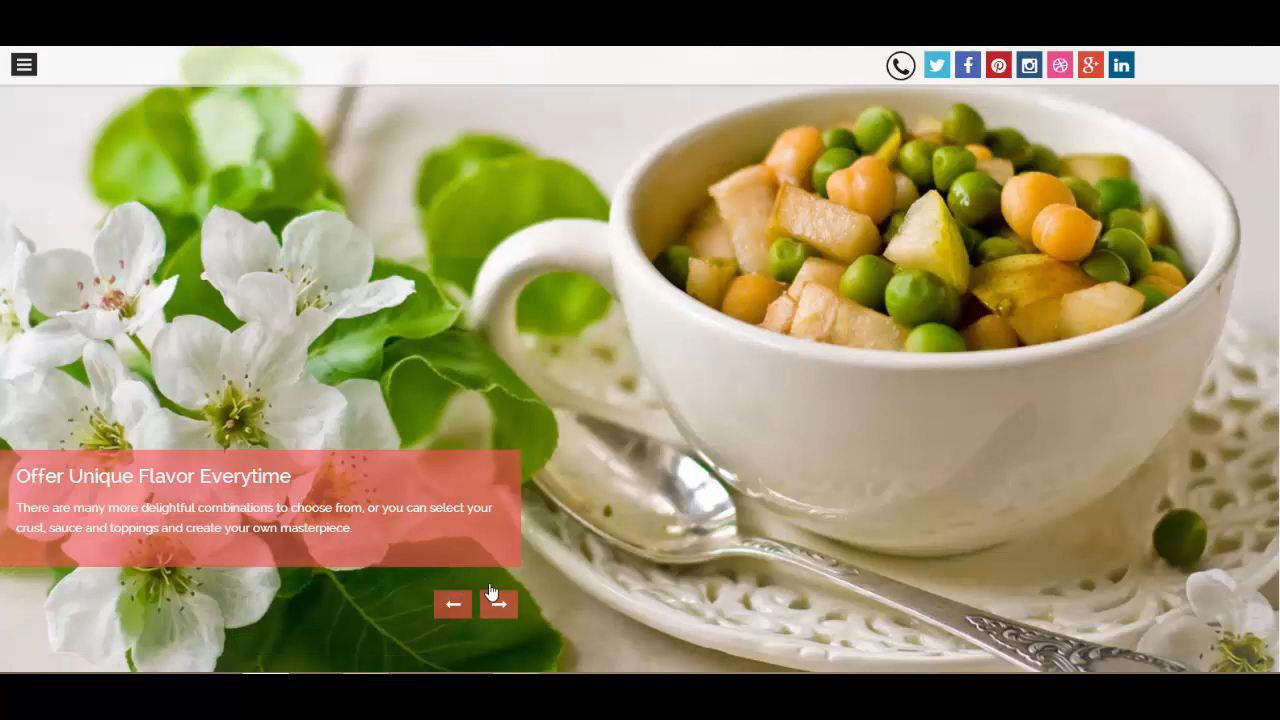 Offer Unique Flavor Everytime
There are many more delightful combinations to choose from, or you can select your
crust, sauce and toppings and create your own masterpiece.